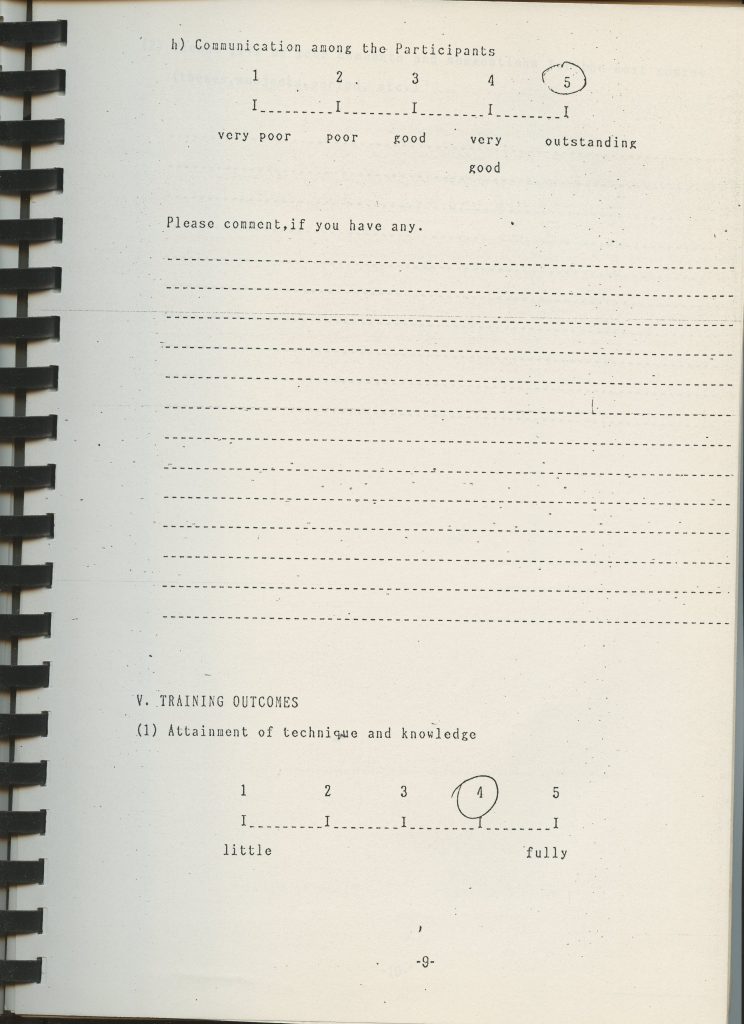 h) Communication among the Participants
1 2 3 4 5
I_________I_________I_________I_________I
very poor poor good very outstanding
good
Please comment,if you have any.
V. TRAINING OUTCOMES
(1) Attainment of technique and knowledge
1 2 3 4 5
I_________I_________I_________I_________I
little fully
-9-